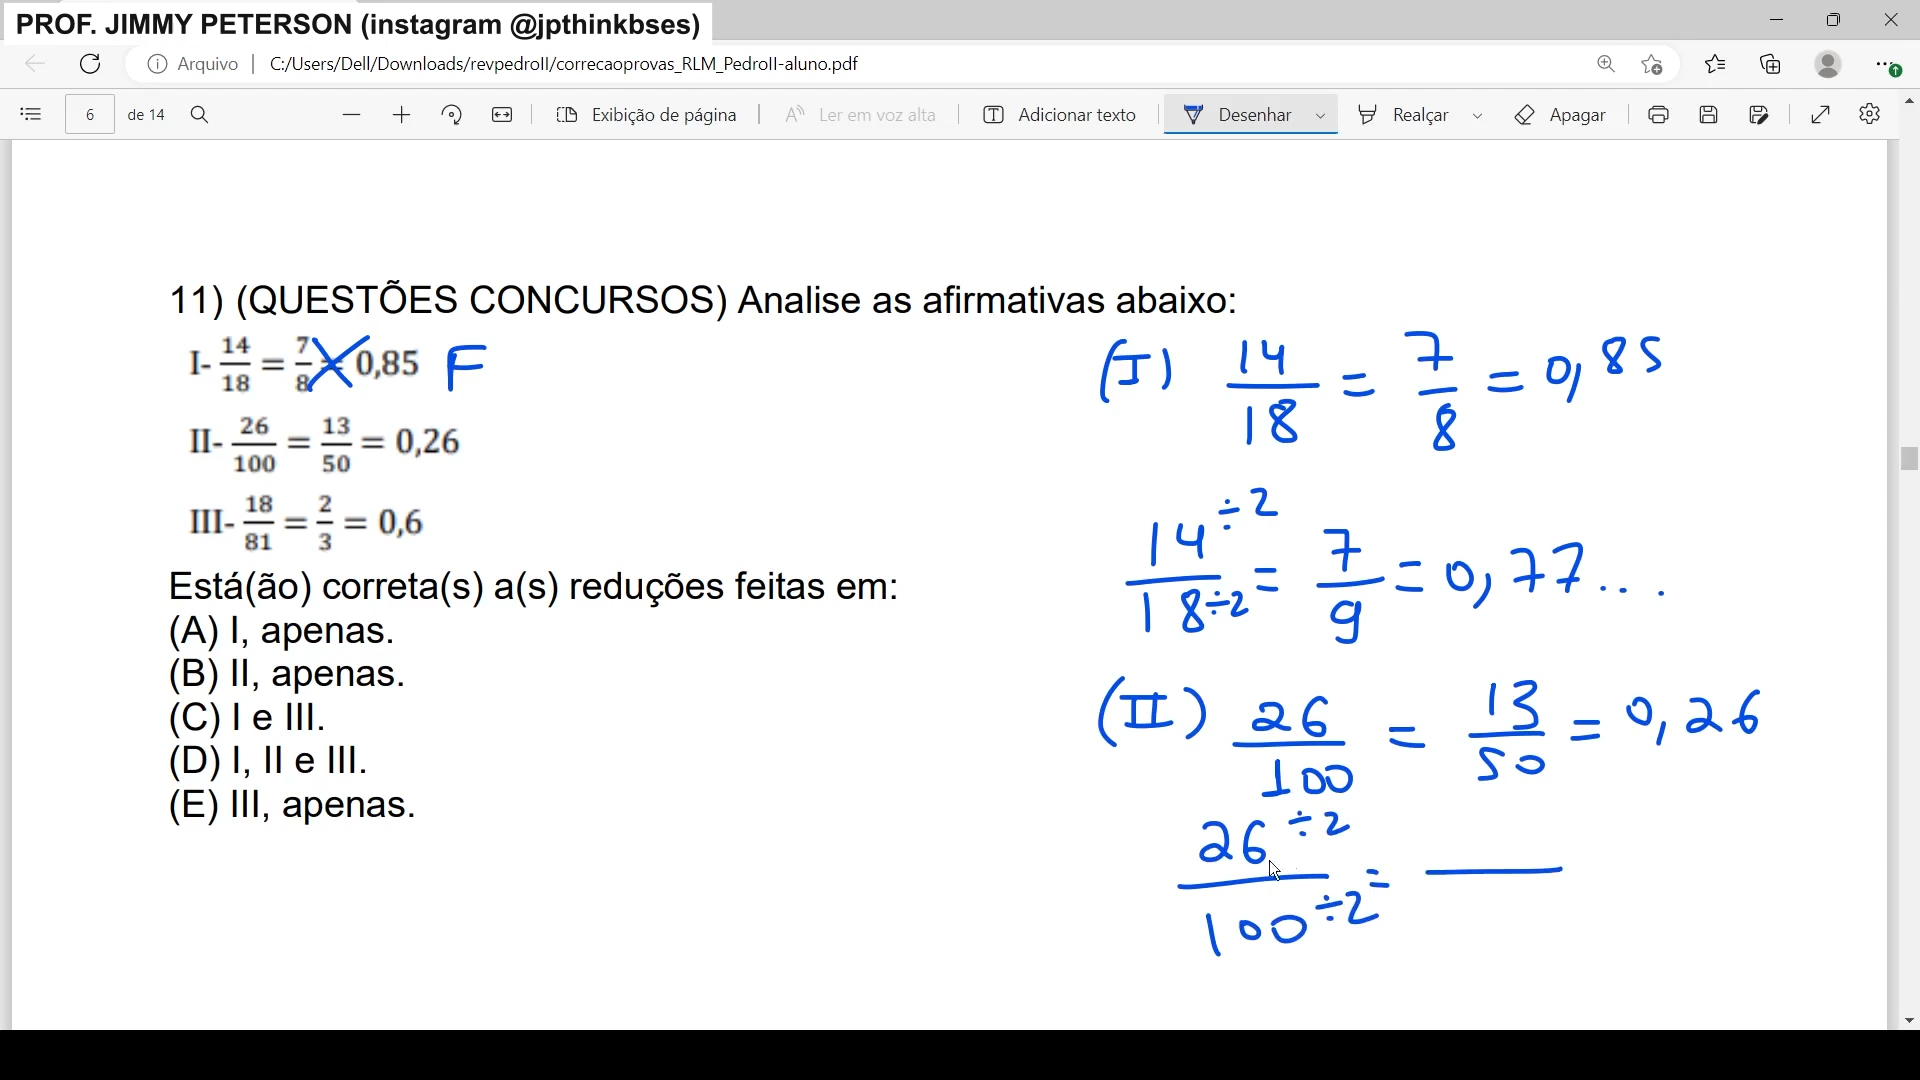 PROF. JIMMY PETERSON (instagram @jpthinkbses)
Arquivo | C:/Users/Dell/Downloads/revpedroII/correcaoprovas_RLM_PedroII-aluno.pdf
6 de 14 Exibição de página Ler em voz alta Adicionar texto Desenhar Realçar Apagar
11) (QUESTÕES CONCURSOS) Analise as afirmativas abaixo:
I- 14/18 = 7/8 = 0,85 F
II- 26/100 = 13/50 = 0,26
III- 18/81 = 2/3 = 0,6
Está(ão) correta(s) a(s) reduções feitas em:
(A) I, apenas.
(B) II, apenas.
(C) I e III.
(D) I, II e III.
(E) III, apenas.
(I) 14/18 = 7/8 = 0,85
14÷2/18÷2 = 7/9 = 0,77...
(II) 26/100 = 13/50 = 0,26
26÷2/100÷2 =